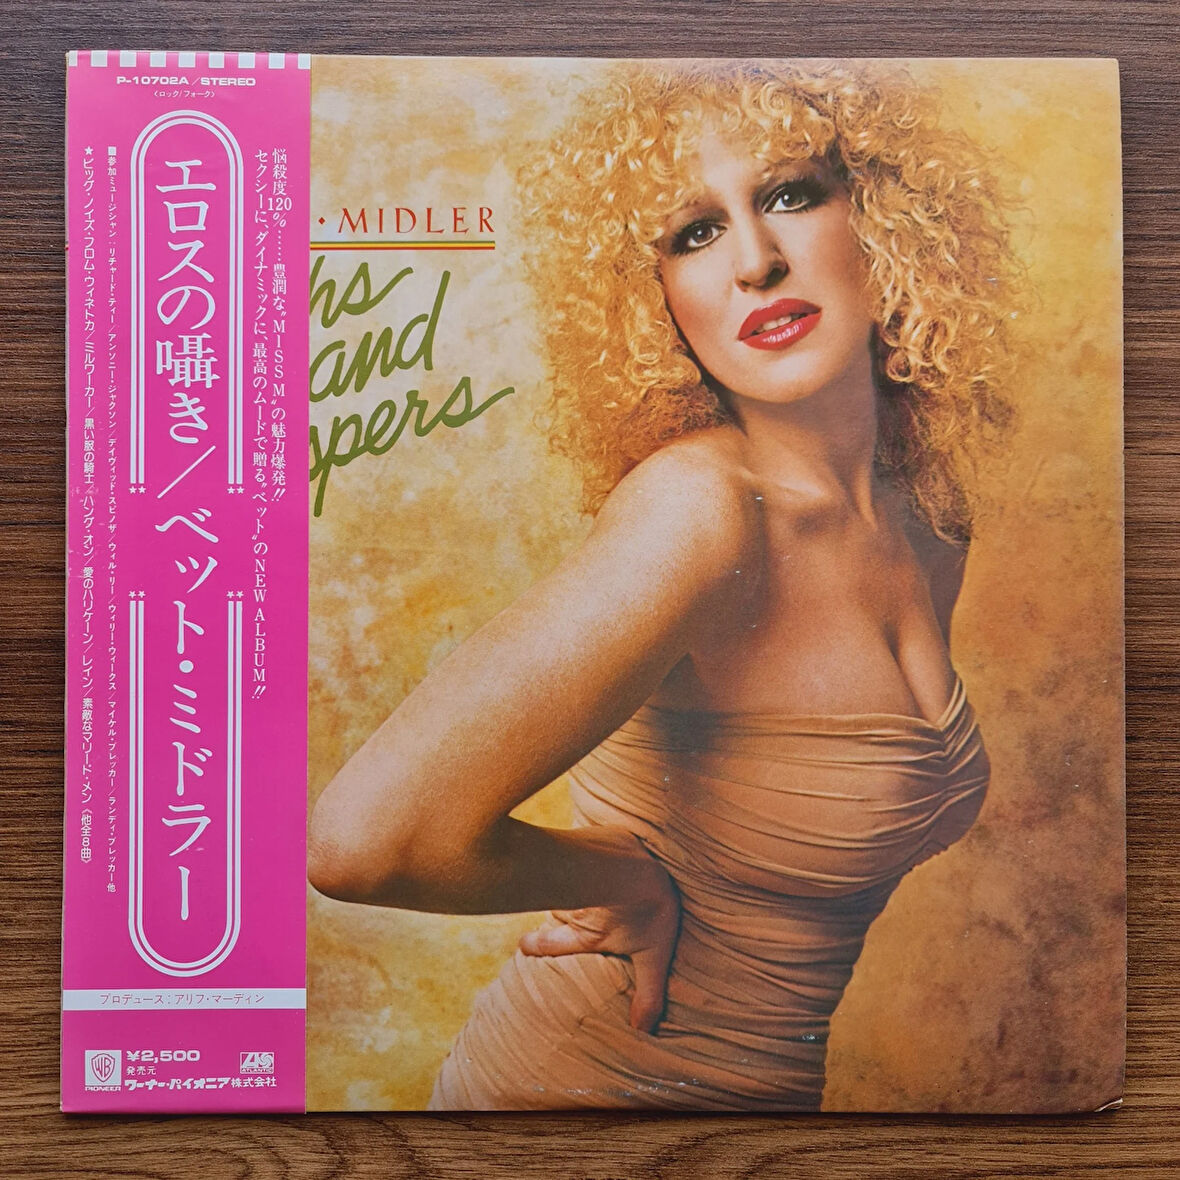 P-10702A/STEREO
(ロック/フォーク)
悩殺度120%……豊潤な"MISS M"の魅力爆発!!
セクシーに、ダイナミックに、最高のムードで贈る"ベット"のNEW ALBUM!!
エロスの囁き/ベット・ミドラー
■参加ミュージシャン:リチャード・ティー/アンソニー・ジャクソン/デイヴィッド・スピノザ/ウィル・リー/ウィリー・ウィークス/マイケル・ブレッカー/ランディ・ブレッカー他
★ビッグ・ノイズ・フロム・ウィネトカ/ミルワーカー/黒い服の騎士/ハング・オン/愛のハリケーン/レイン/素敵なマリード・メン《他全8曲》
プロデュース:アリフ・マーディン
WB
PIONEER
¥2,500
発売元
ワーナー・パイオニア株式会社
ATLANTIC
・MIDLER
hs
and
spers